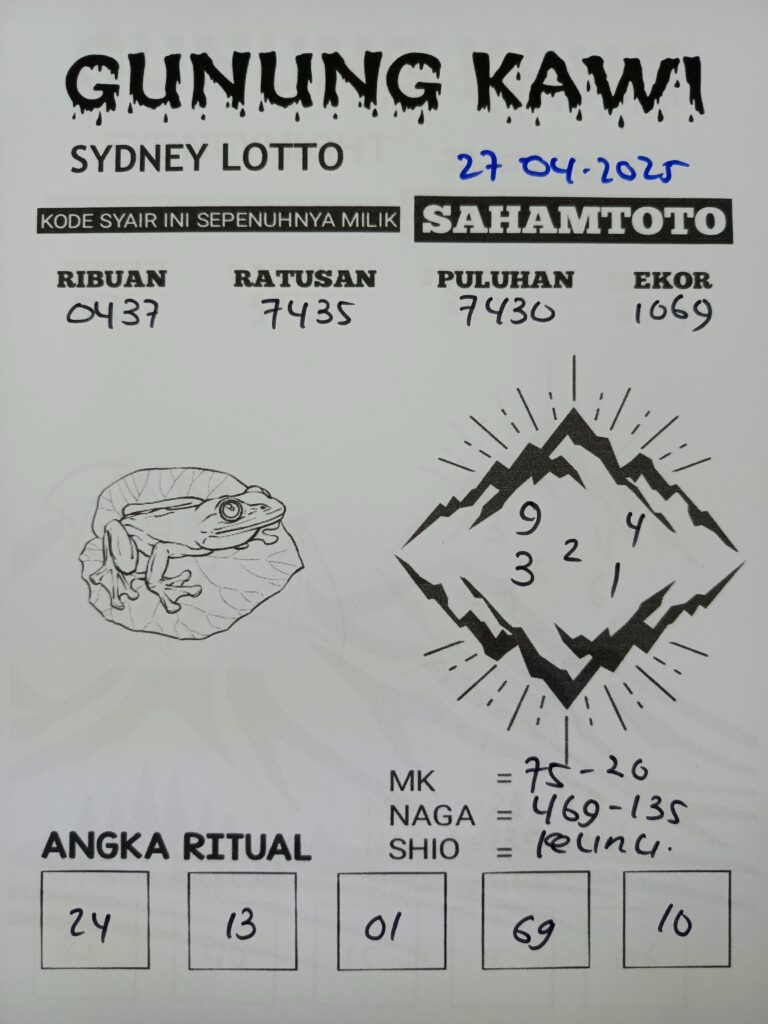 GUNUNG KAWI
SYDNEY LOTTO 27 04.2025
KODE SYAIR INI SEPENUHNYA MILIK SAHAMTOTO
RIBUAN RATUSAN PULUHAN EKOR
0437 7435 7430 1069
9 4
2
3 1
MK = 75-26
NAGA = 469-135
SHIO =
ANGKA RITUAL
24 13 01 69 10